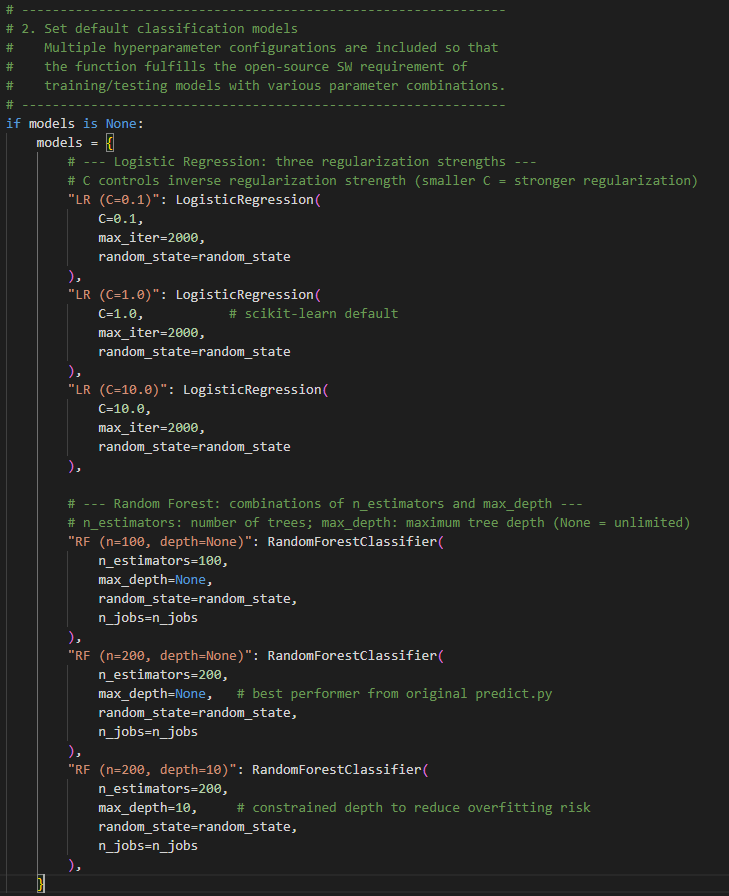 # ---------------------------------------------------------------
# 2. Set default classification models
#    Multiple hyperparameter configurations are included so that
#    the function fulfills the open-source SW requirement of
#    training/testing models with various parameter combinations.
# ---------------------------------------------------------------
if models is None:
    models = {
        # --- Logistic Regression: three regularization strengths ---
        # C controls inverse regularization strength (smaller C = stronger regularization)
        "LR (C=0.1)": LogisticRegression(
            C=0.1,
            max_iter=2000,
            random_state=random_state
        ),
        "LR (C=1.0)": LogisticRegression(
            C=1.0,           # scikit-learn default
            max_iter=2000,
            random_state=random_state
        ),
        "LR (C=10.0)": LogisticRegression(
            C=10.0,
            max_iter=2000,
            random_state=random_state
        ),

        # --- Random Forest: combinations of n_estimators and max_depth ---
        # n_estimators: number of trees; max_depth: maximum tree depth (None = unlimited)
        "RF (n=100, depth=None)": RandomForestClassifier(
            n_estimators=100,
            max_depth=None,
            random_state=random_state,
            n_jobs=n_jobs
        ),
        "RF (n=200, depth=None)": RandomForestClassifier(
            n_estimators=200,
            max_depth=None,   # best performer from original predict.py
            random_state=random_state,
            n_jobs=n_jobs
        ),
        "RF (n=200, depth=10)": RandomForestClassifier(
            n_estimators=200,
            max_depth=10,     # constrained depth to reduce overfitting risk
            random_state=random_state,
            n_jobs=n_jobs
        ),
    }